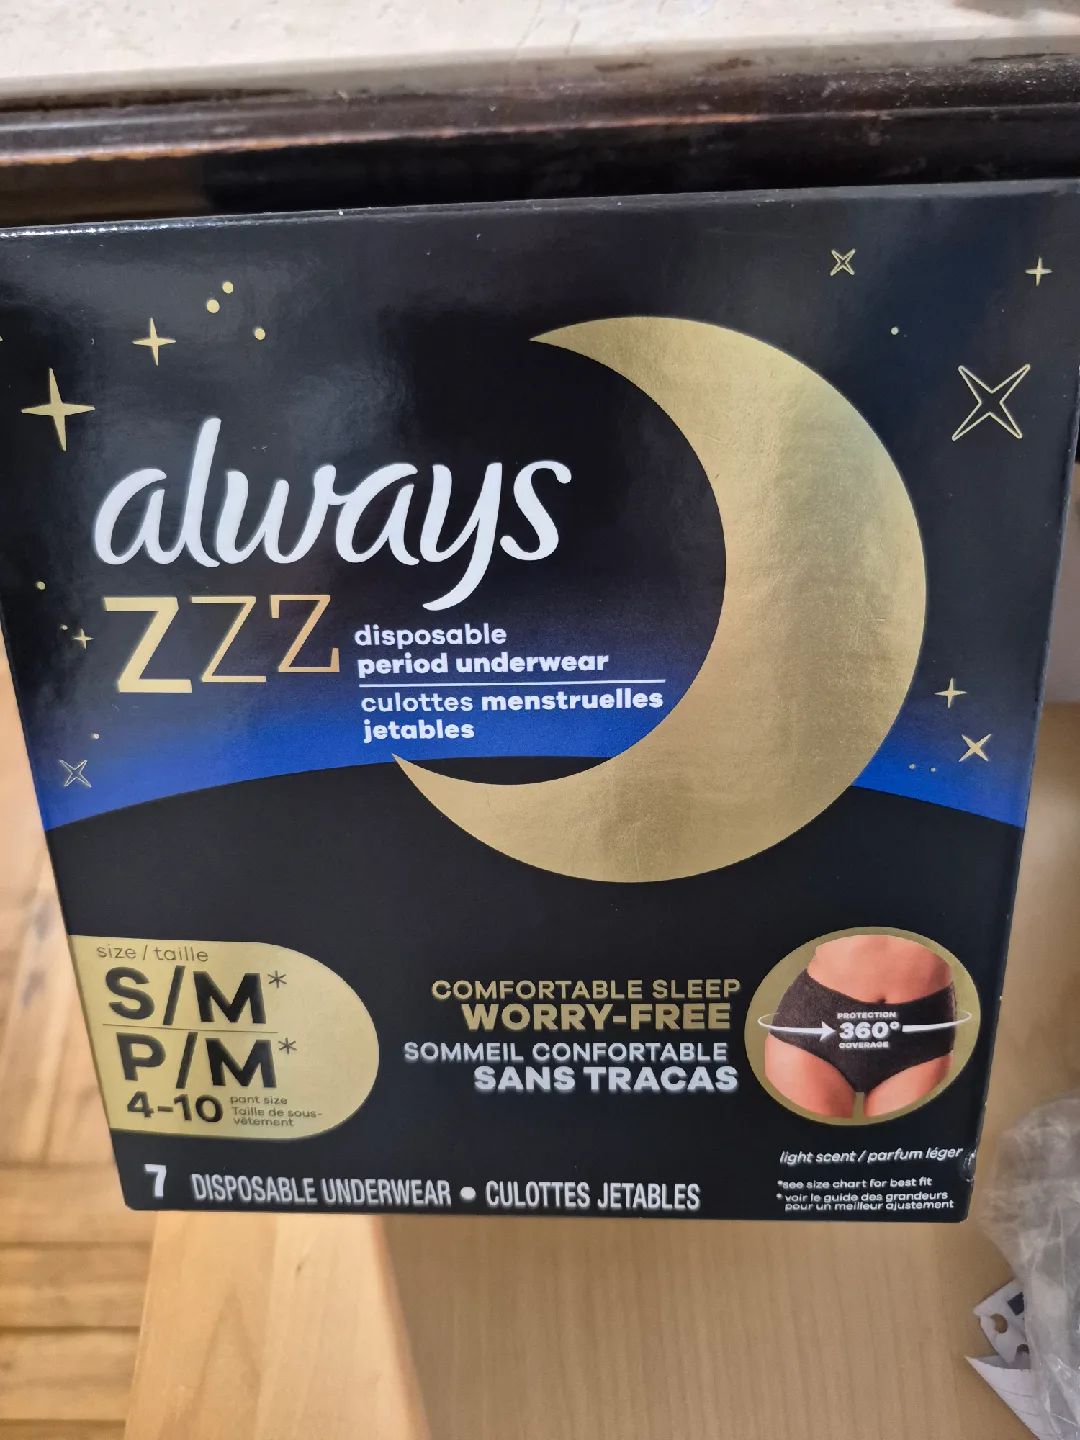 always
ZZZ
disposable
period underwear
culottes menstruelles
jetables
size / taille
S/M*
P/M*
4-10 pant size
Taille de sous-
vêtement
COMFORTABLE SLEEP
WORRY-FREE
SOMMEIL CONFORTABLE
SANS TRACAS
PROTECTION
360°
COVERAGE
light scent / parfum léger
*see size chart for best fit
* voir le guide des grandeurs
pour un meilleur ajustement
7 DISPOSABLE UNDERWEAR • CULOTTES JETABLES